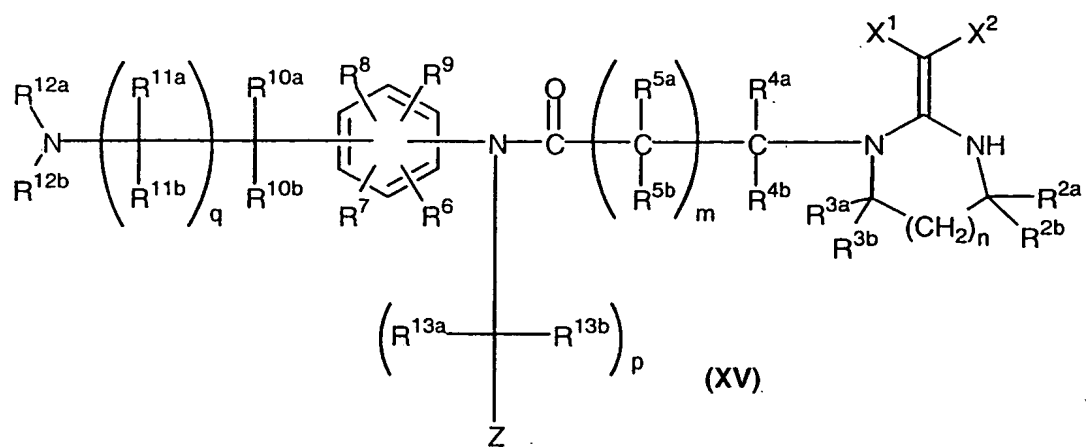 X¹ X²
R¹²ᵃ R¹¹ᵃ R¹⁰ᵃ R⁸ R⁹ O R⁵ᵃ R⁴ᵃ
N N C C C N NH
R¹²ᵇ R¹¹ᵇ q R¹⁰ᵇ R⁷ R⁶ R⁵ᵇ m R⁴ᵇ R³ᵃ R³ᵇ (CH₂)ₙ R²ᵃ R²ᵇ
R¹³ᵃ R¹³ᵇ p
(XV)
Z